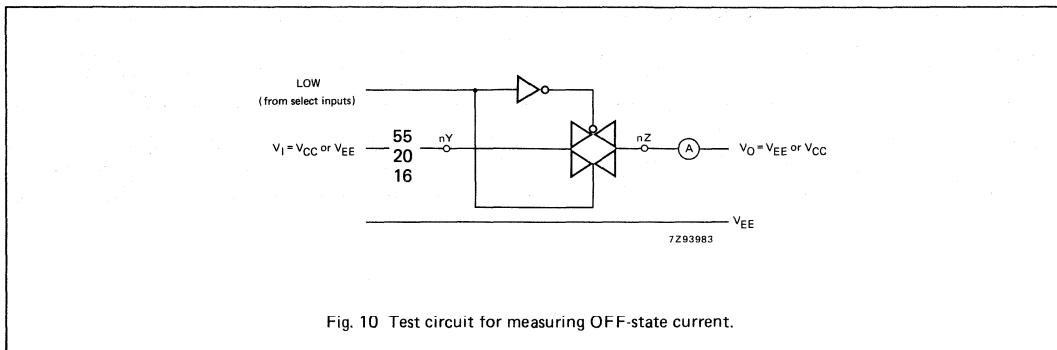 LOW
(from select inputs)
55
20
16
V_I = V_CC or V_EE
nY
nZ
A
V_O = V_EE or V_CC
V_EE
7Z93983
Fig. 10 Test circuit for measuring OFF-state current.